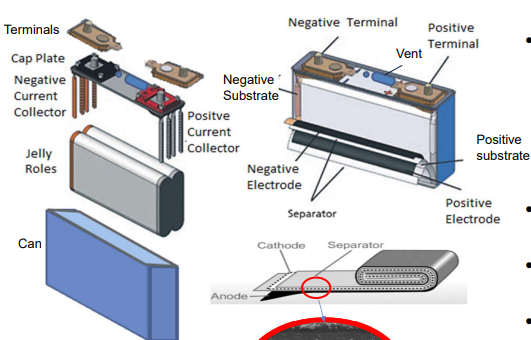 Terminals
Cap Plate
Negative
Current
Collector
Positve
Current
Collector
Jelly
Roles
Can
Negative Terminal
Positive
Terminal
Vent
Negative
Substrate
Positive
substrate
Negative
Electrode
Separator
Positive
Electrode
Cathode
Separator
Anode